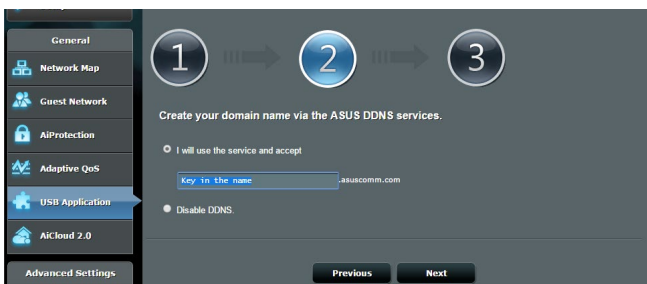 General
Network Map
Guest Network
AiProtection
Adaptive QoS
USB Application
AiCloud 2.0
Advanced Settings
1
2
3
Create your domain name via the ASUS DDNS services.
I will use the service and accept
Key in the name .asuscomm.com
Disable DDNS.
Previous Next